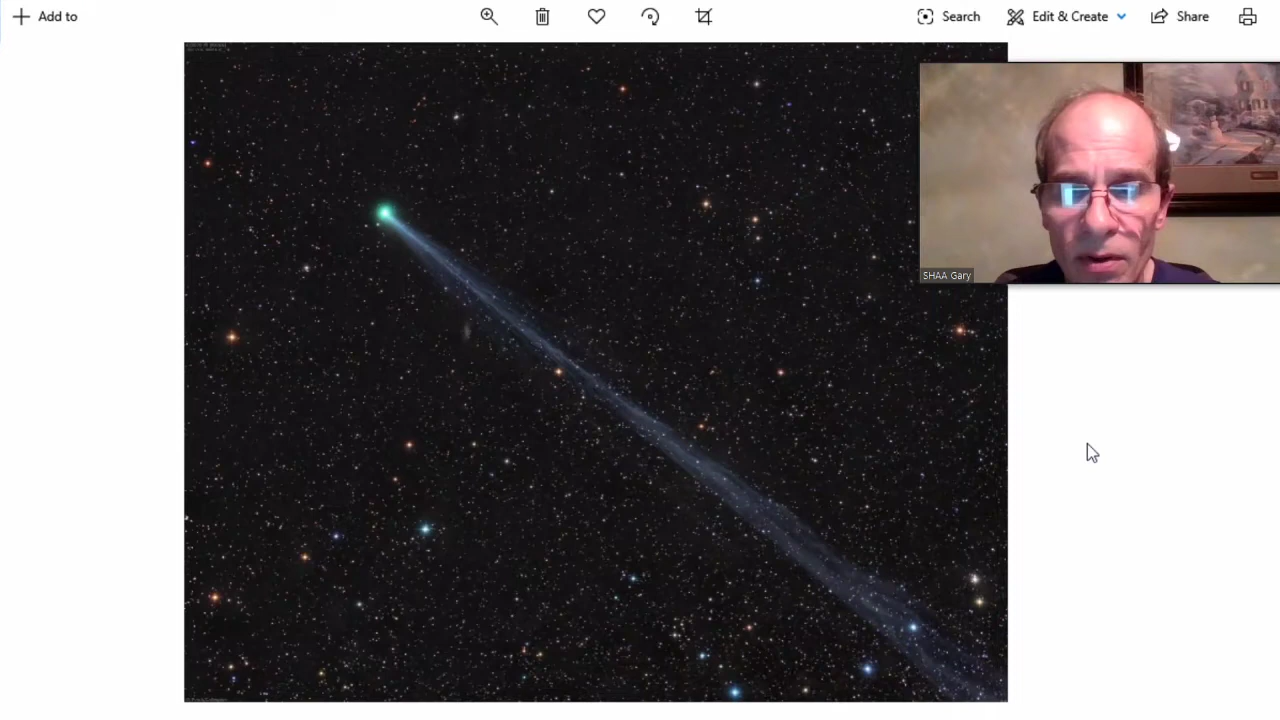 Add to
Search
Edit & Create
Share
SHAA Gary